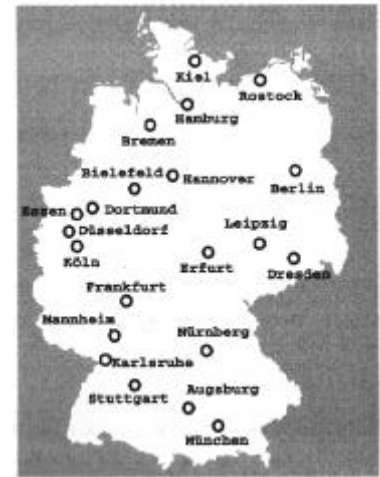 Kiel
Rostock
Hamburg
Bremen
Bielefeld
Hannover
Berlin
Essen
Dortmund
Düsseldorf
Leipzig
Köln
Erfurt
Dresden
Frankfurt
Mannheim
Nürnberg
Karlsruhe
Stuttgart
Augsburg
München